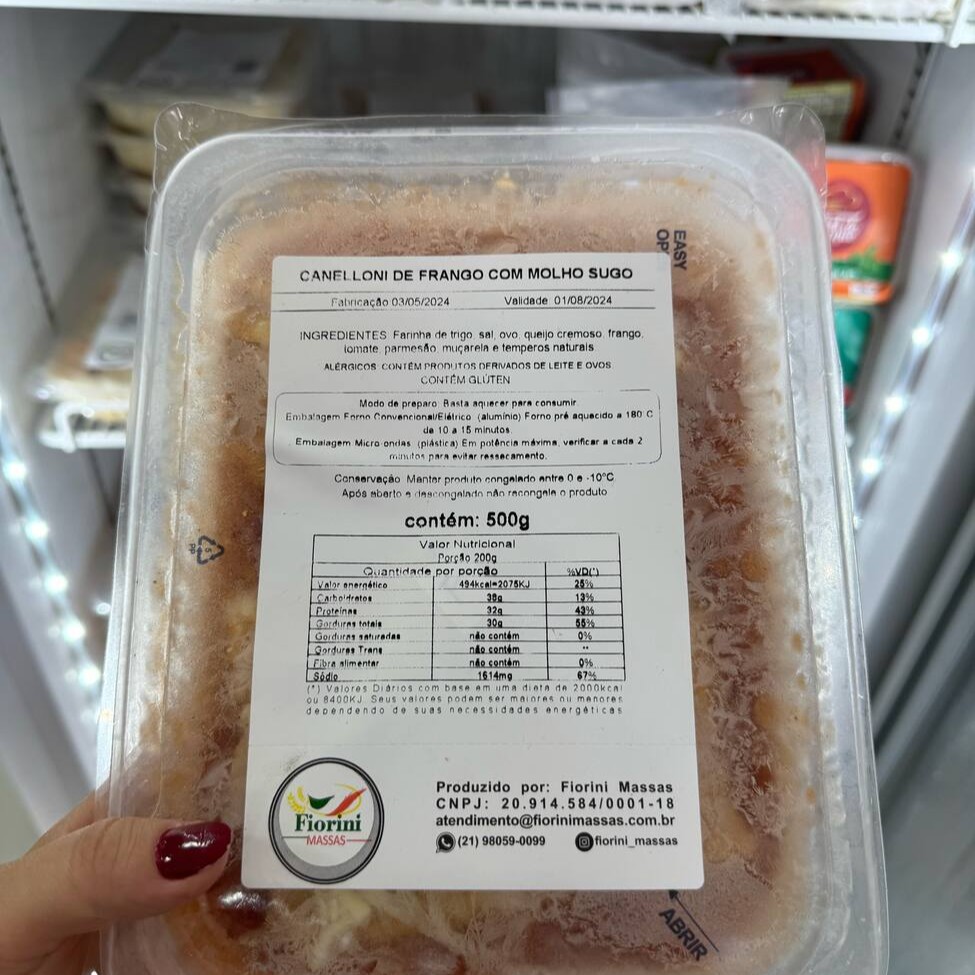 EASY
OP
CANELLONI DE FRANGO COM MOLHO SUGO
Fabricação 03/05/2024 Validade 01/08/2024
INGREDIENTES Farinha de trigo, sal, ovo, queijo cremoso, frango,
tomate, parmesão, muçarela e temperos naturais
ALÉRGICOS: CONTÉM PRODUTOS DERIVADOS DE LEITE E OVOS
CONTÉM GLÚTEN
Modo de preparo: Basta aquecer para consumir.
Embalagem Forno Convencional/Elétrico: (alumínio) Forno pré aquecido a 180°C
de 10 a 15 minutos.
Embalagem Micro ondas: (plástica) Em potência máxima, verificar a cada 2
minutos para evitar ressecamento.
Conservação: Manter produto congelado entre 0 e -10°C
Após aberto e descongelado não recongele o produto
contém: 500g
Valor Nutricional
Porção 200g
Quantidade por porção %VD(*)
Valor energético 494kcal=2075KJ 25%
Carboidratos 38g 13%
Proteínas 32g 43%
Gorduras totais 30g 55%
Gorduras saturadas não contém 0%
Gorduras Trans não contém **
Fibra alimentar não contém 0%
Sódio 1614mg 67%
(*) Valores Diários com base em uma dieta de 2000kcal
ou 8400KJ. Seus valores podem ser maiores ou menores
dependendo de suas necessidades energéticas
Fiorini
MASSAS
Produzido por: Fiorini Massas
CNPJ: 20.914.584/0001-18
atendimento@fiorinimassas.com.br
(21) 98059-0099 fiorini_massas
5
PP
ABRIR